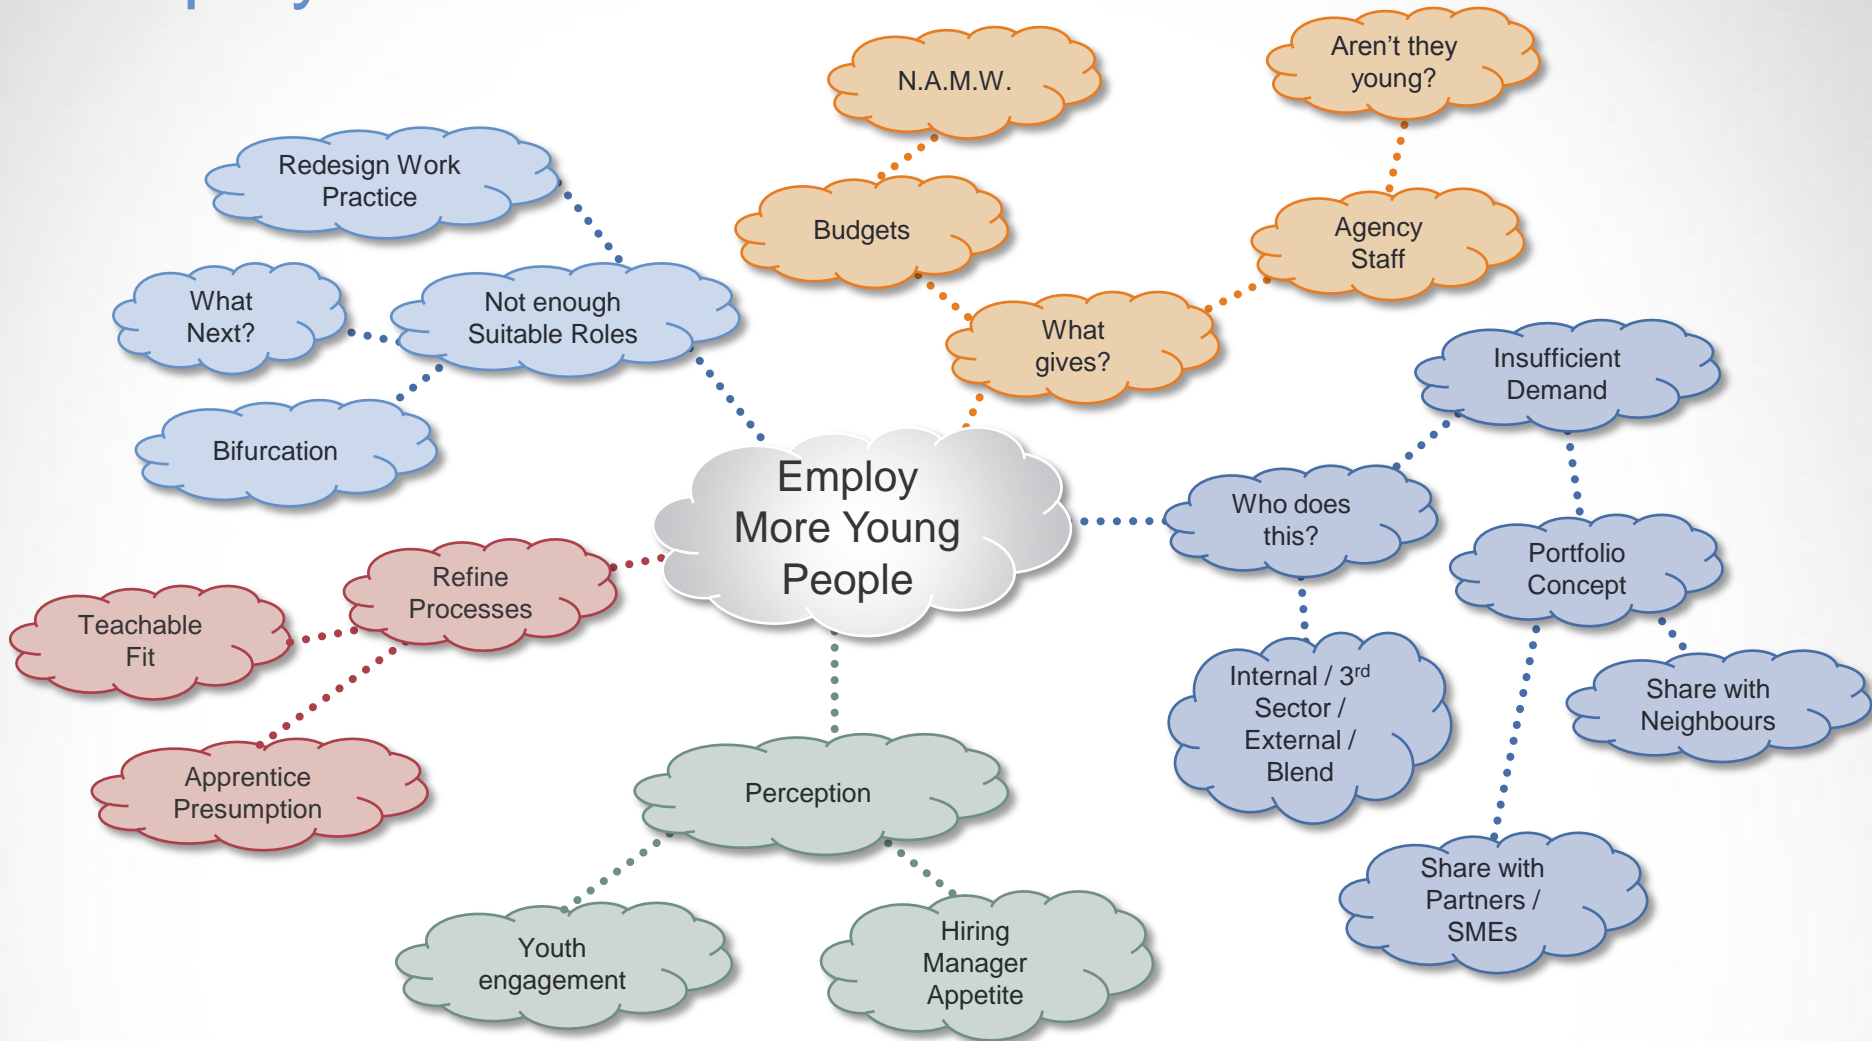 Aren't they
young?
N.A.M.W.
Redesign Work
Practice
Budgets
Agency
Staff
What
Next?
Not enough
Suitable Roles
What
gives?
Insufficient
Demand
Bifurcation
Employ
More Young
People
Who does
this?
Portfolio
Concept
Refine
Processes
Teachable
Fit
Internal / 3rd
Sector /
External /
Blend
Share with
Neighbours
Apprentice
Presumption
Perception
Share with
Partners /
SMEs
Youth
engagement
Hiring
Manager
Appetite